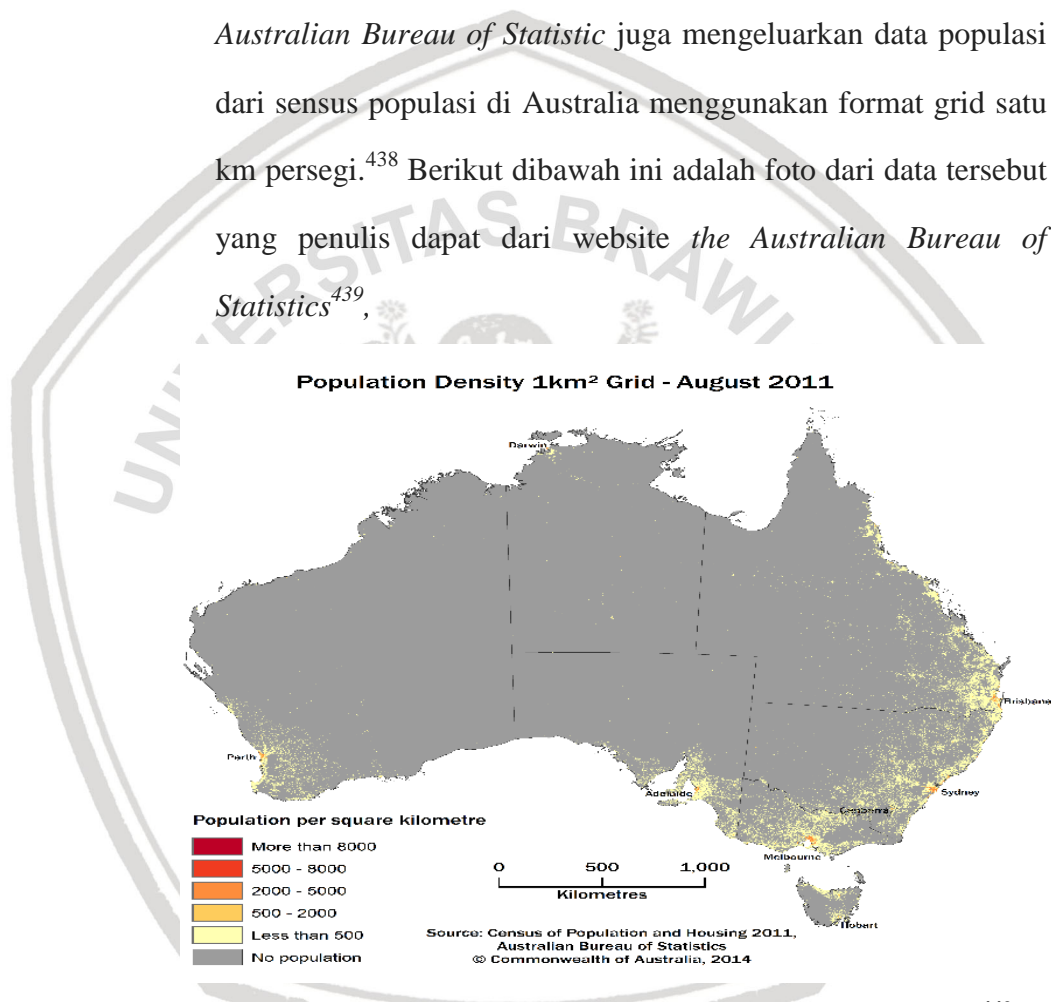 Australian Bureau of Statistic juga mengeluarkan data populasi
dari sensus populasi di Australia menggunakan format grid satu
km persegi.438 Berikut dibawah ini adalah foto dari data tersebut
yang penulis dapat dari website the Australian Bureau of
Statistics439,
UNIVERSITAS BRAWI
Population Density 1km² Grid - August 2011
Darwin
Brisbane
Perth
Adelaide
Sydney
Canberra
Melbourne
Hobart
Population per square kilometre
More than 8000
5000 - 8000
2000 - 5000
500 - 2000
Less than 500
No population
0 500 1,000
Kilometres
Source: Census of Population and Housing 2011,
Australian Bureau of Statistics
© Commonwealth of Australia, 2014